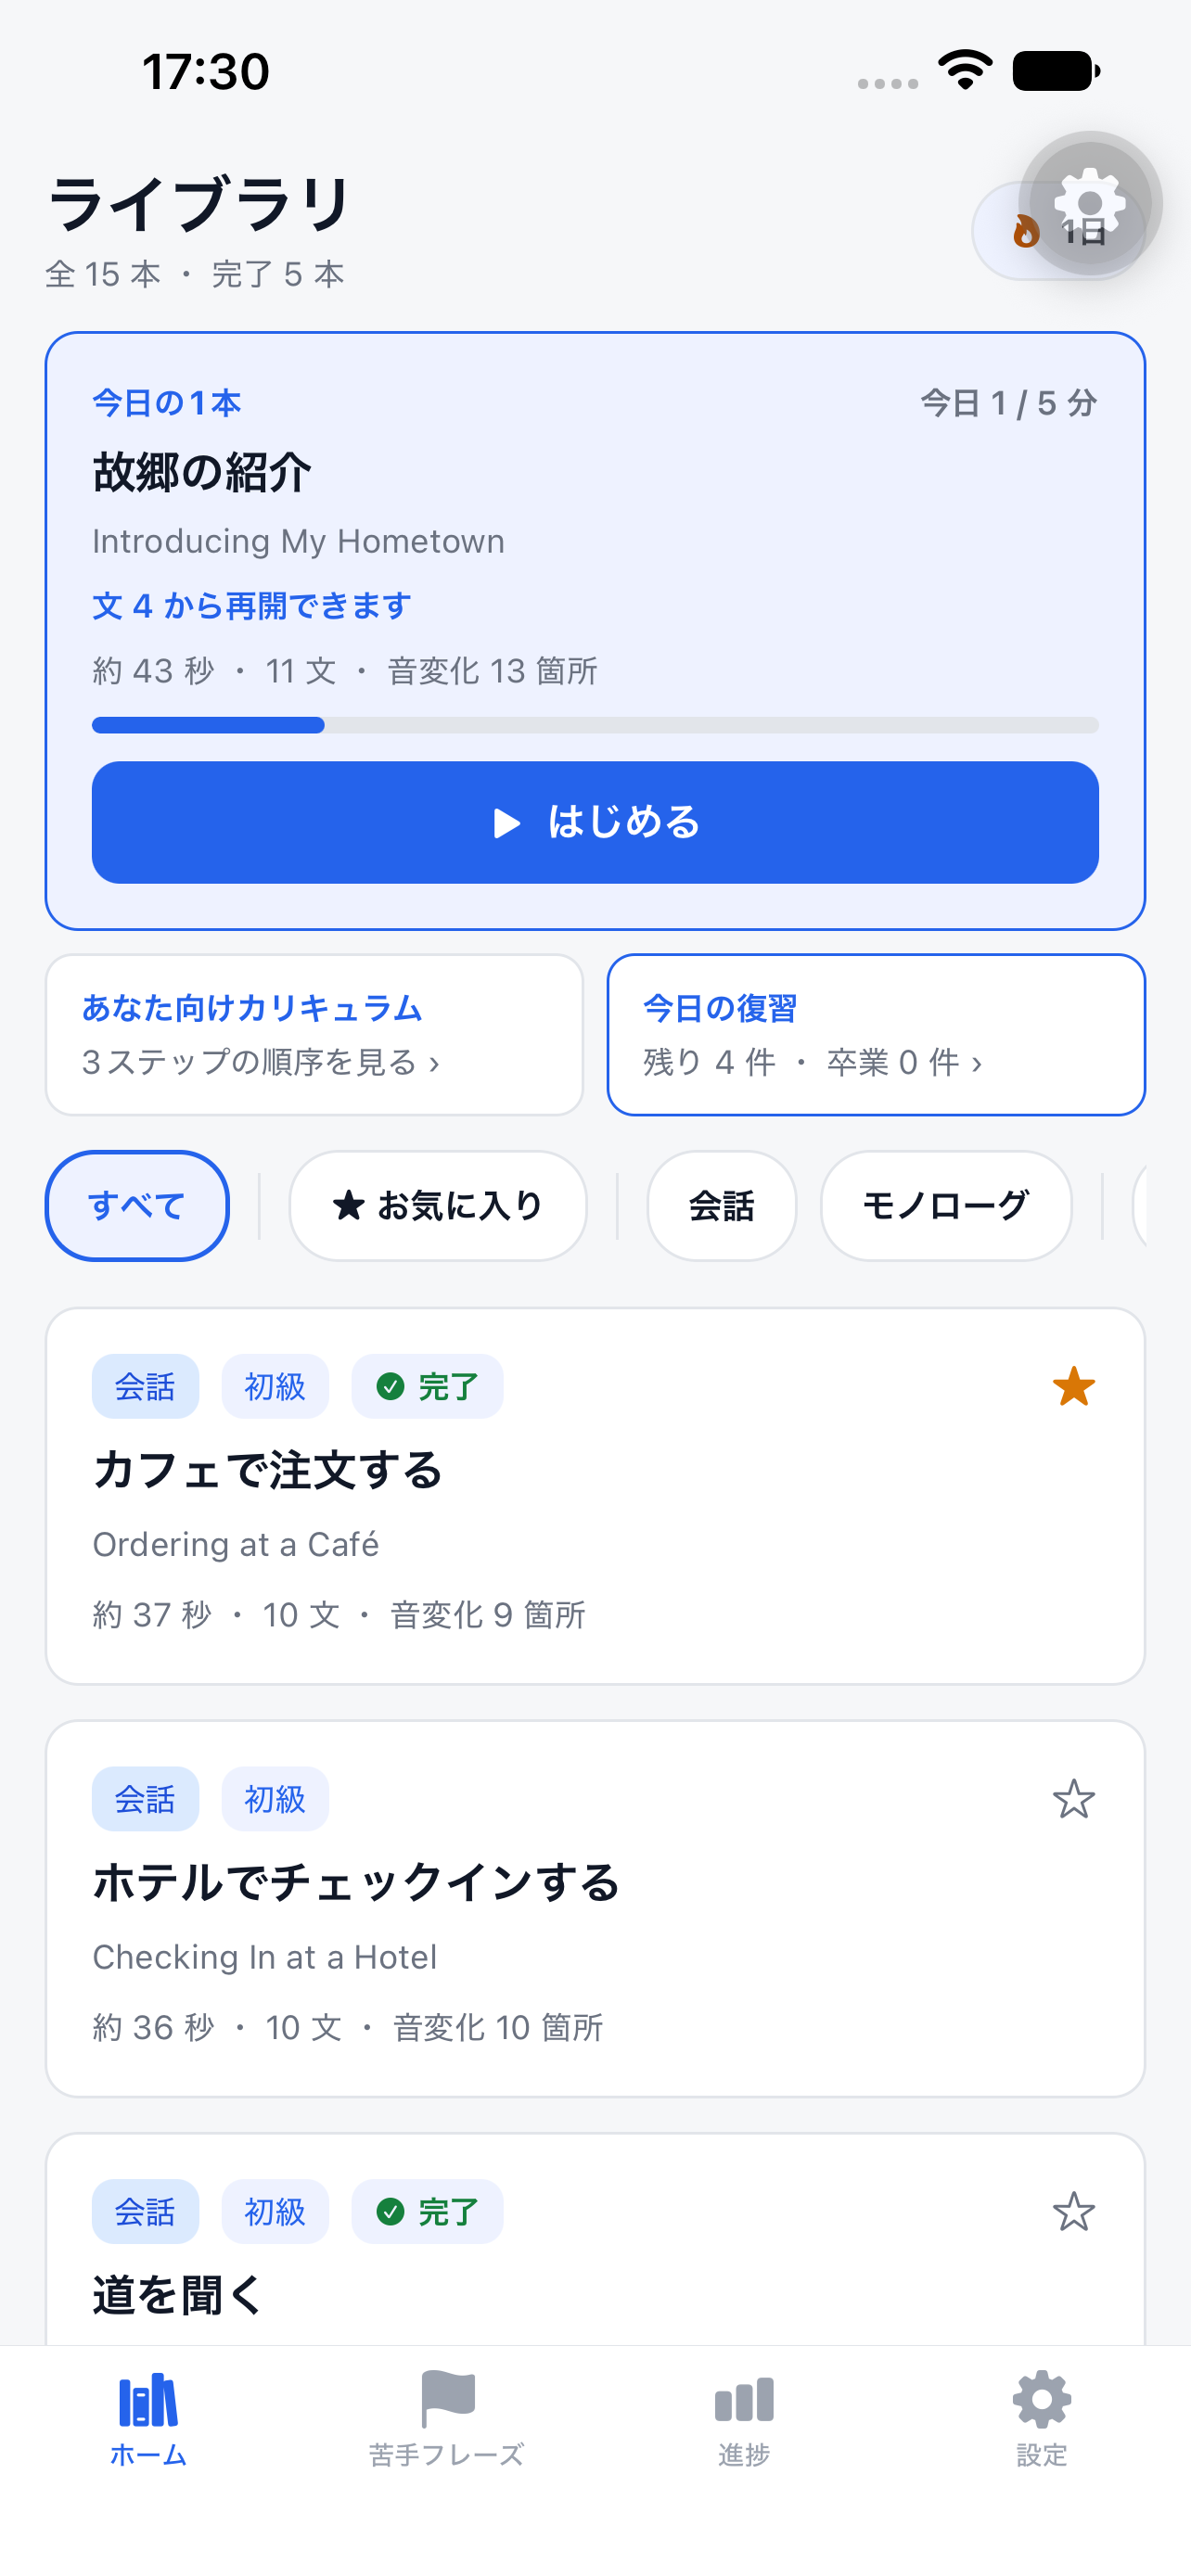 17:30
ライブラリ
全 15 本 ・ 完了 5 本
1日
今日の1本
今日 1 / 5 分
故郷の紹介
Introducing My Hometown
文 4 から再開できます
約 43 秒 ・ 11 文 ・ 音変化 13 箇所
はじめる
あなた向けカリキュラム
3ステップの順序を見る ›
今日の復習
残り 4 件 ・ 卒業 0 件 ›
すべて
お気に入り
会話
モノローグ
会話 初級 完了
カフェで注文する
Ordering at a Café
約 37 秒 ・ 10 文 ・ 音変化 9 箇所
会話 初級
ホテルでチェックインする
Checking In at a Hotel
約 36 秒 ・ 10 文 ・ 音変化 10 箇所
会話 初級 完了
道を聞く
ホーム
苦手フレーズ
進捗
設定